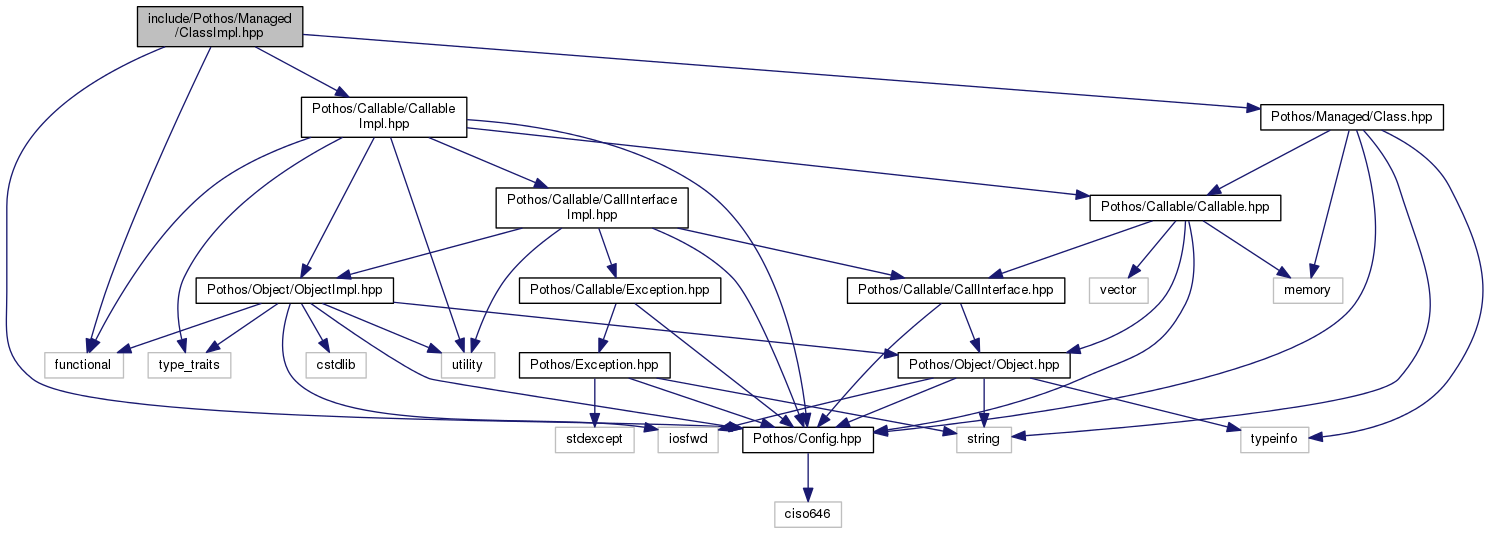 include/Pothos/Managed
/ClassImpl.hpp
Pothos/Callable/Callable
Impl.hpp
Pothos/Managed/Class.hpp
Pothos/Callable/CallInterface
Impl.hpp
Pothos/Callable/Callable.hpp
Pothos/Object/ObjectImpl.hpp
Pothos/Callable/Exception.hpp
Pothos/Callable/CallInterface.hpp
vector
memory
functional
type_traits
cstdlib
utility
Pothos/Exception.hpp
Pothos/Object/Object.hpp
stdexcept
iosfwd
Pothos/Config.hpp
string
typeinfo
ciso646